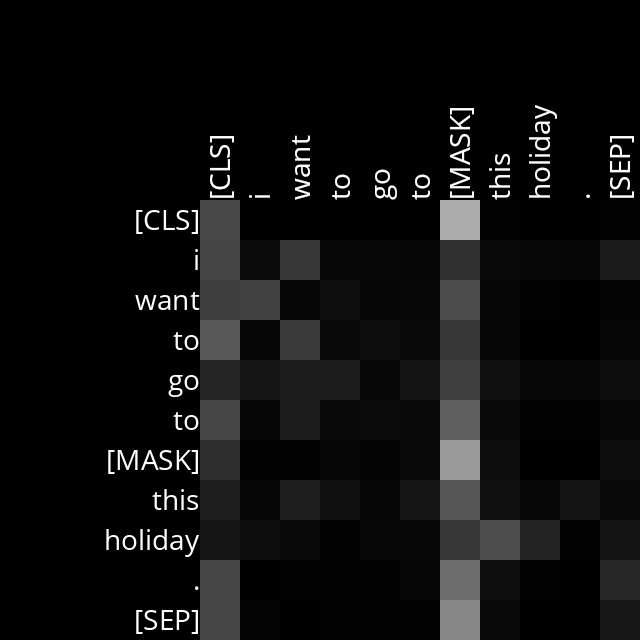 [CLS] i want to go to [MASK] this holiday . [SEP]
[CLS]
i
want
to
go
to
[MASK]
this
holiday
.
[SEP]